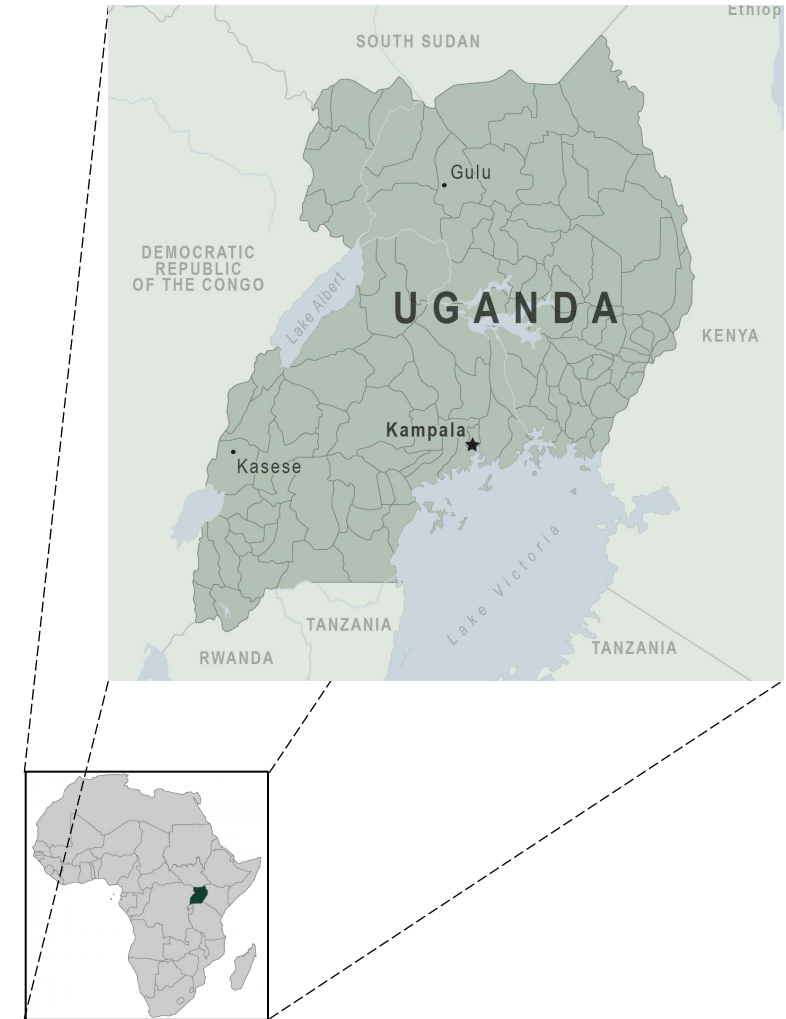 Ethiop
SOUTH SUDAN
Gulu
DEMOCRATIC
REPUBLIC
OF THE CONGO
Lake Albert
UGANDA
KENYA
Kampala
Kasese
Lake Victoria
TANZANIA
TANZANIA
RWANDA